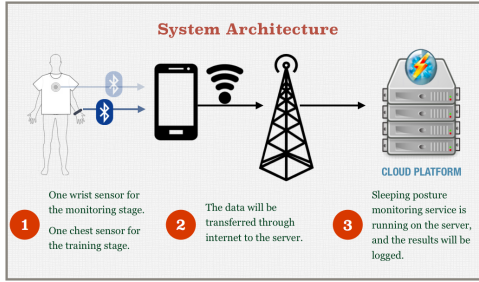 System Architecture
CLOUD PLATFORM
1
One wrist sensor for
the monitoring stage.
One chest sensor for
the training stage.
2
The data will be
transferred through
internet to the server.
3
Sleeping posture
monitoring service is
running on the server,
and the results will be
logged.